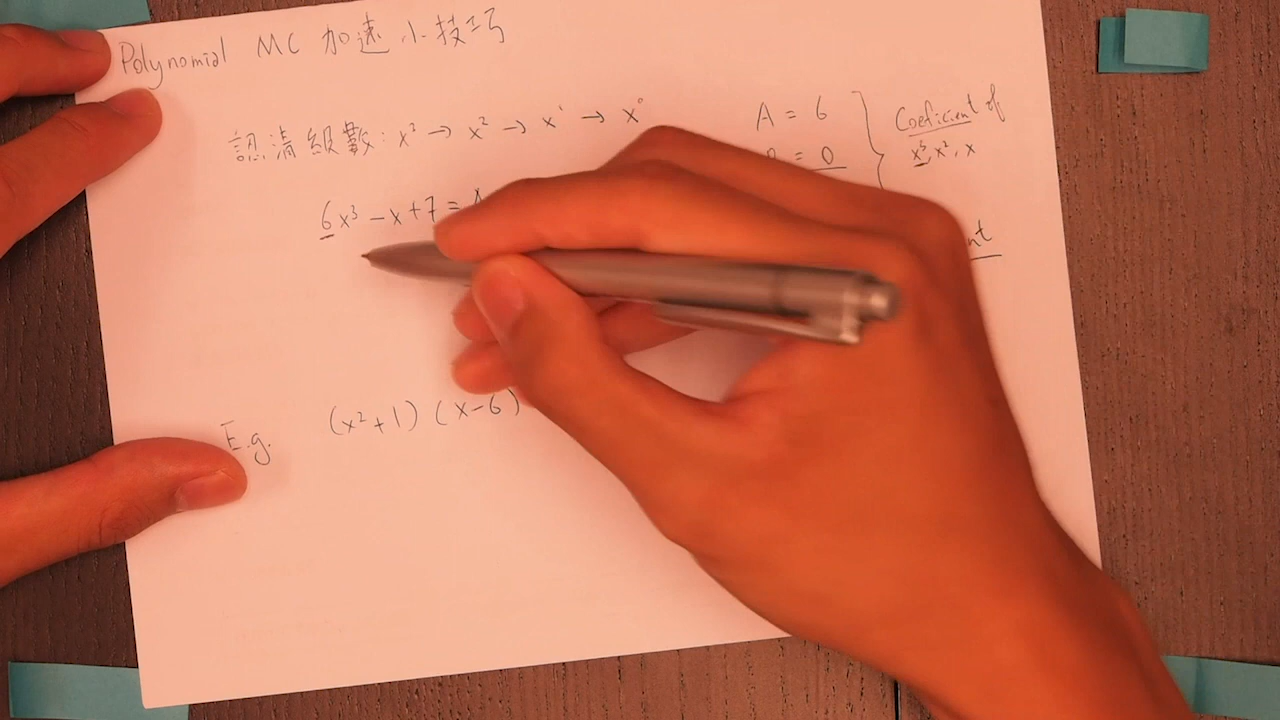 Polynomial MC 加速小技巧
認清級數: x³ → x² → x¹ → x⁰
6x³ - x + 7 =
A = 6
= 0
Coeficient of
x³, x², x
E.g. (x²+1) (x-6)